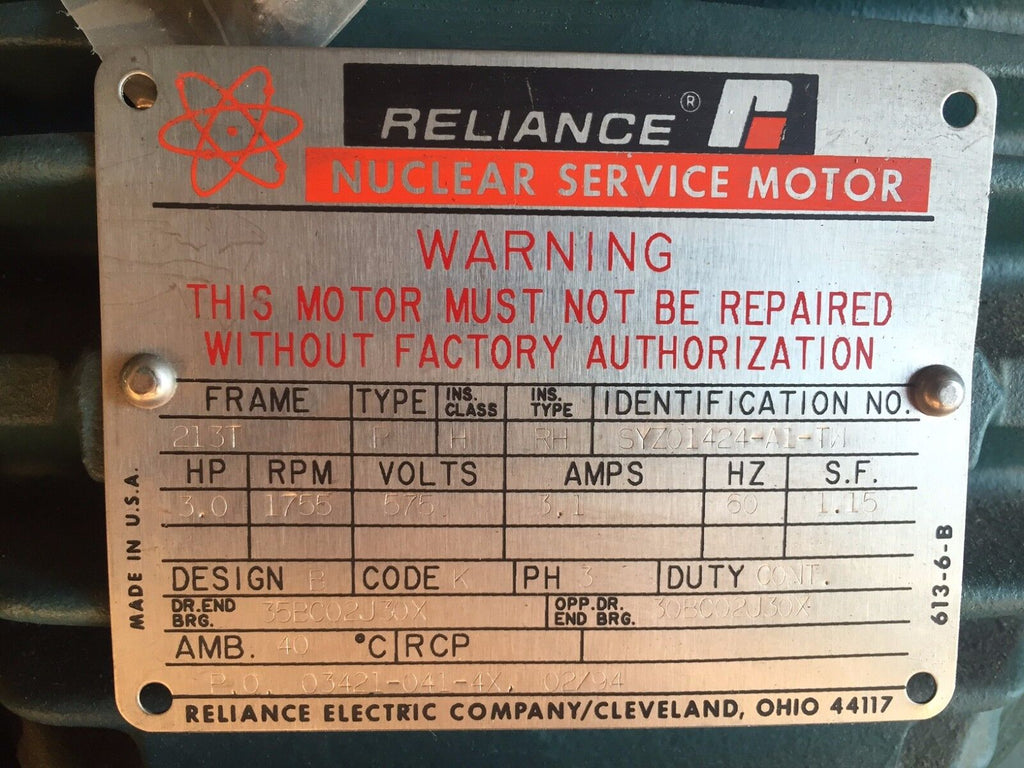 RELIANCE ®
NUCLEAR SERVICE MOTOR
WARNING
THIS MOTOR MUST NOT BE REPAIRED
WITHOUT FACTORY AUTHORIZATION
FRAME TYPE INS. CLASS INS. TYPE IDENTIFICATION NO.
213T P H RH SYZ01424-A1-TW
HP RPM VOLTS AMPS HZ S.F.
3.0 1755 575 3.1 60 1.15
DESIGN B CODE K PH 3 DUTY CONT.
DR.END BRG. 35BC02J30X OPP.DR. END BRG. 30BC02J30X
AMB. 40 °C RCP
P.O. 03421-041-4X, 02/94
RELIANCE ELECTRIC COMPANY/CLEVELAND, OHIO 44117
MADE IN U.S.A.
613-6-B